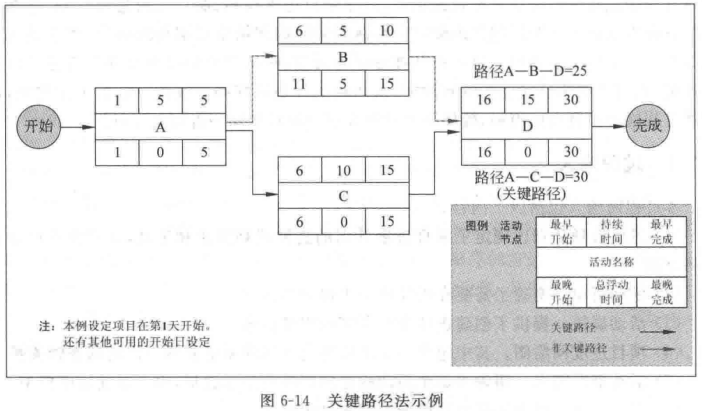 6 5 10
B
11 5 15
路径A—B—D=25
开始
1 5 5
A
1 0 5
16 15 30
D
16 0 30
完成
路径A—C—D=30
(关键路径)
6 10 15
C
6 0 15
图例 活动节点
最早开始 持续时间 最早完成
活动名称
最晚开始 总浮动时间 最晚完成
关键路径
非关键路径
注：本例设定项目在第1天开始。
还有其他可用的开始日设定
图 6-14 关键路径法示例